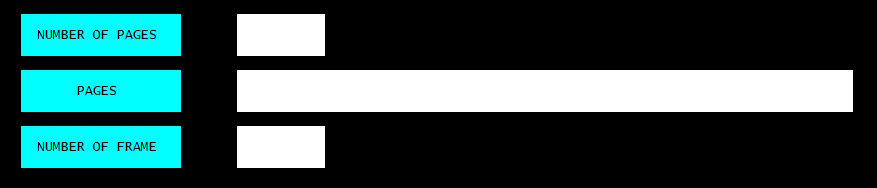 NUMBER OF PAGES
PAGES
NUMBER OF FRAME